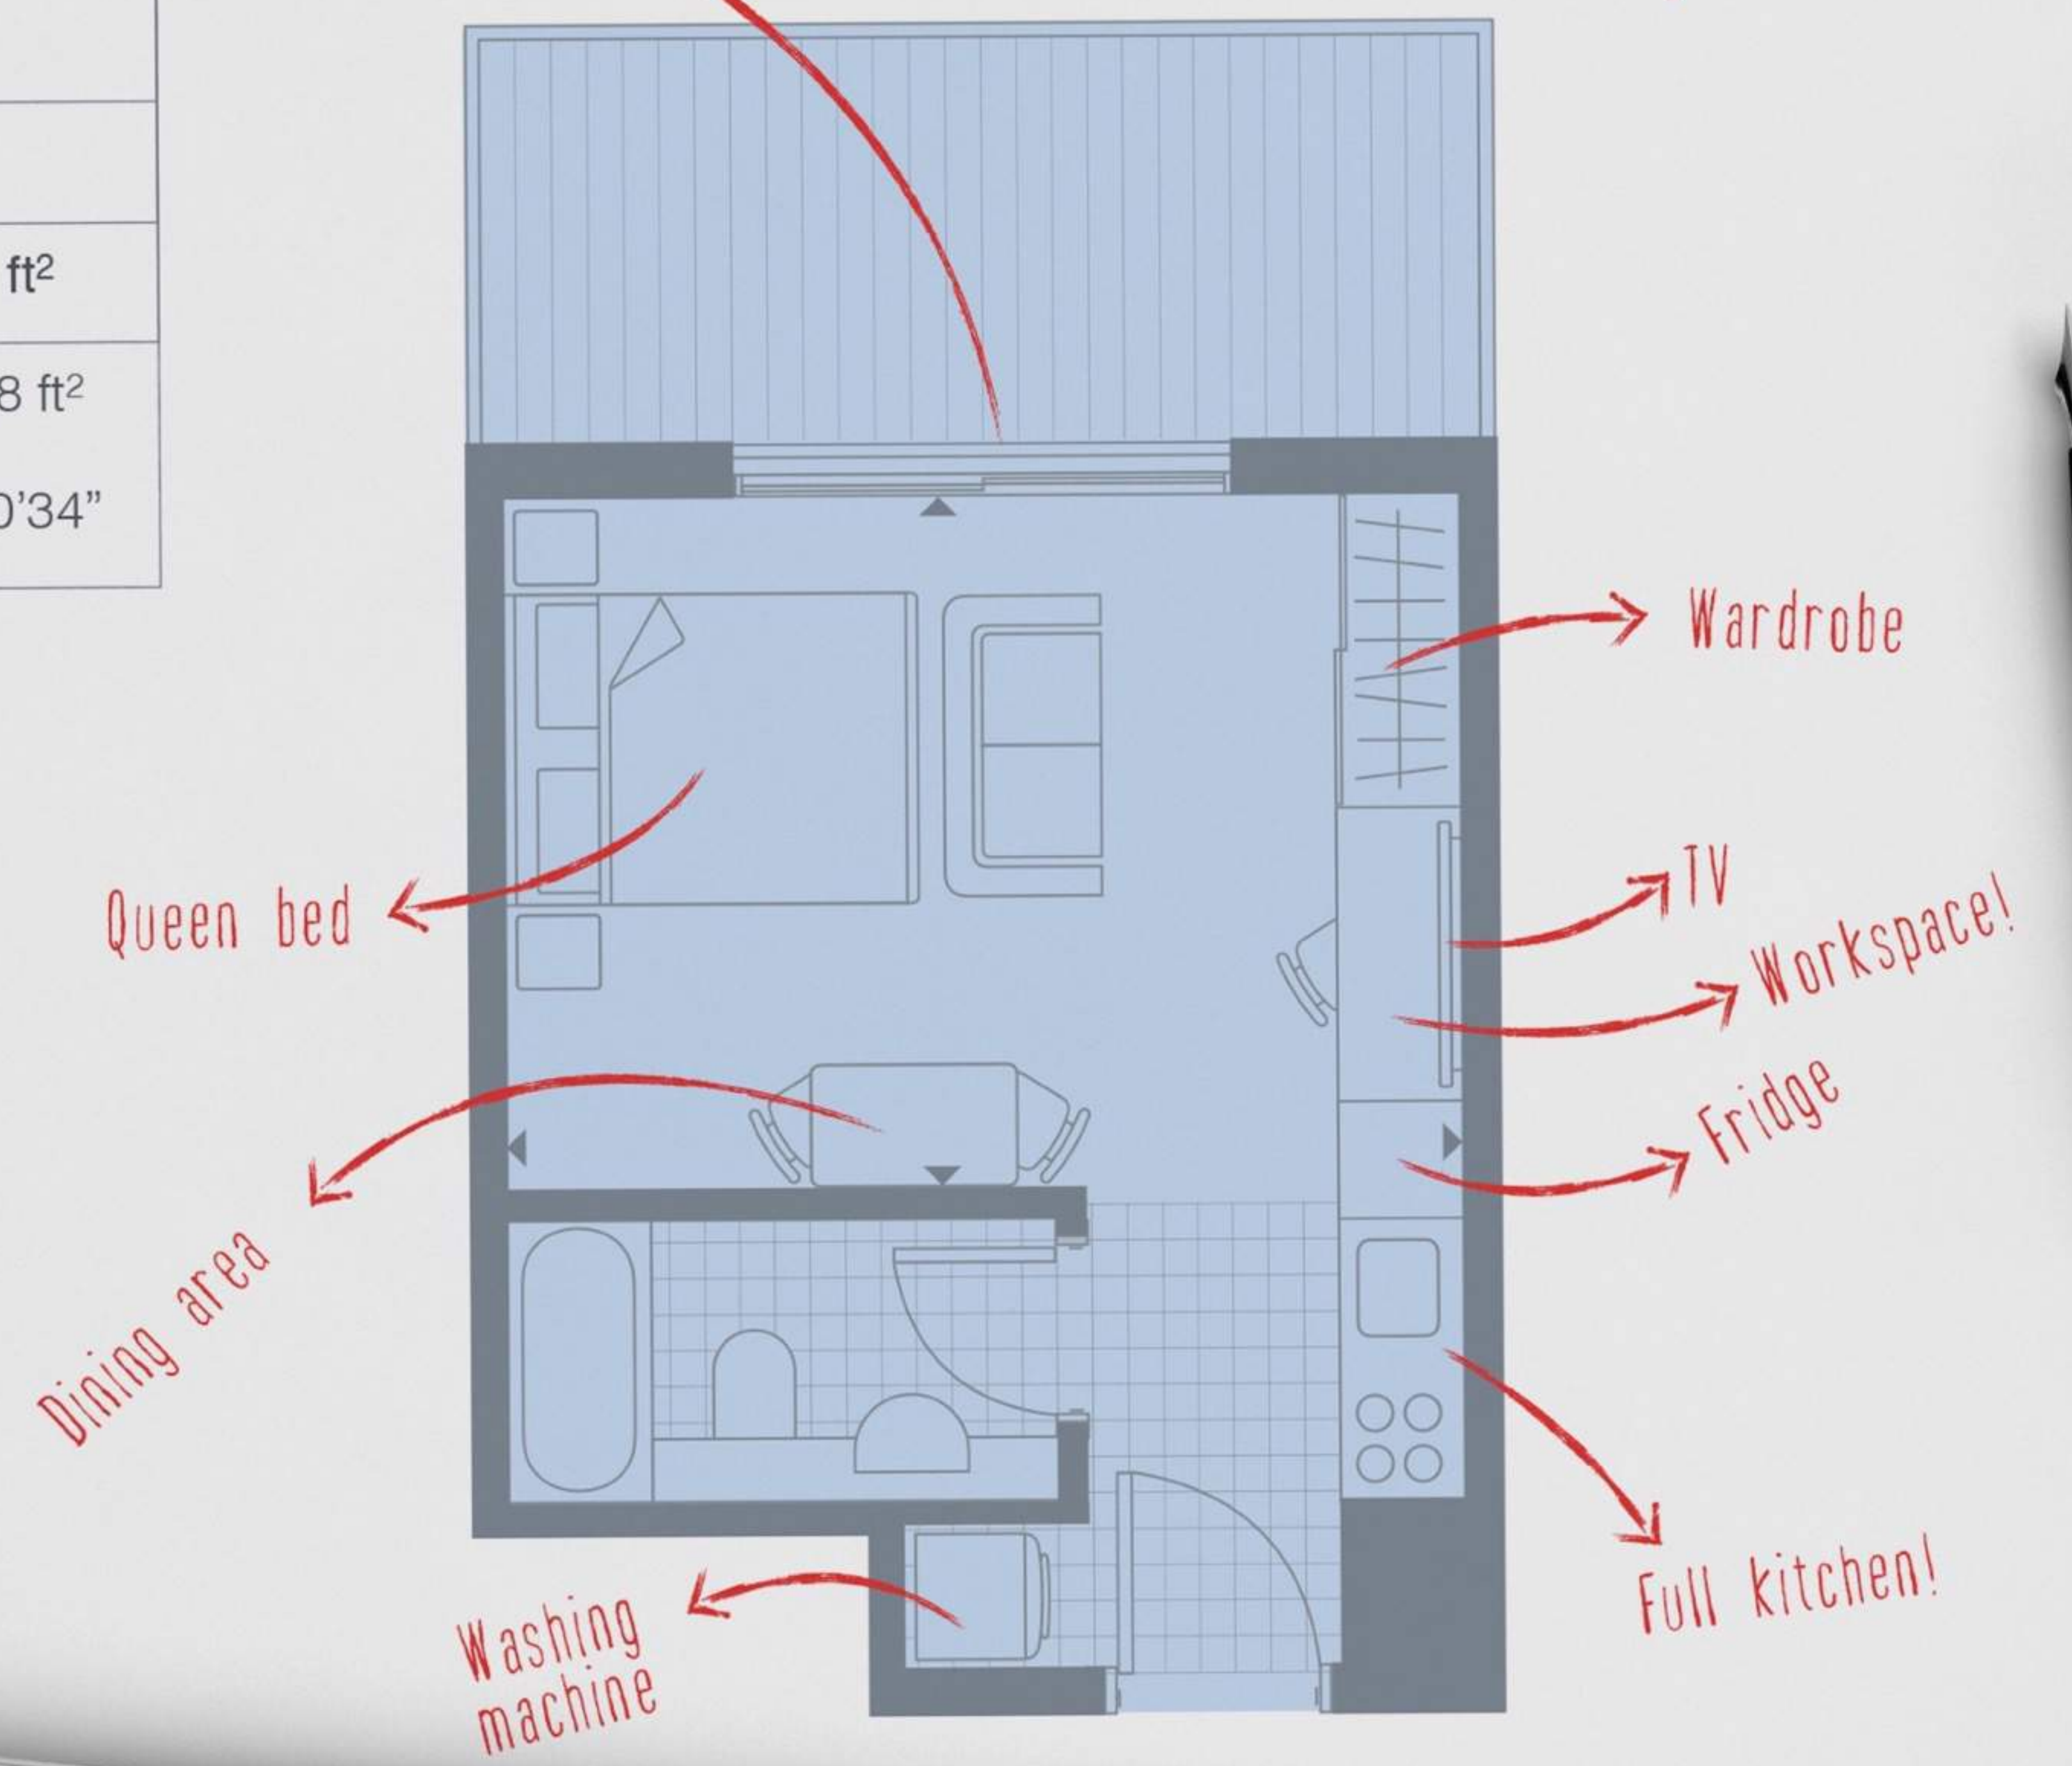 ft²
8 ft²
0’34”
Wardrobe
Queen bed
TV
Workspace!
Fridge
Dining area
Full kitchen!
Washing
machine